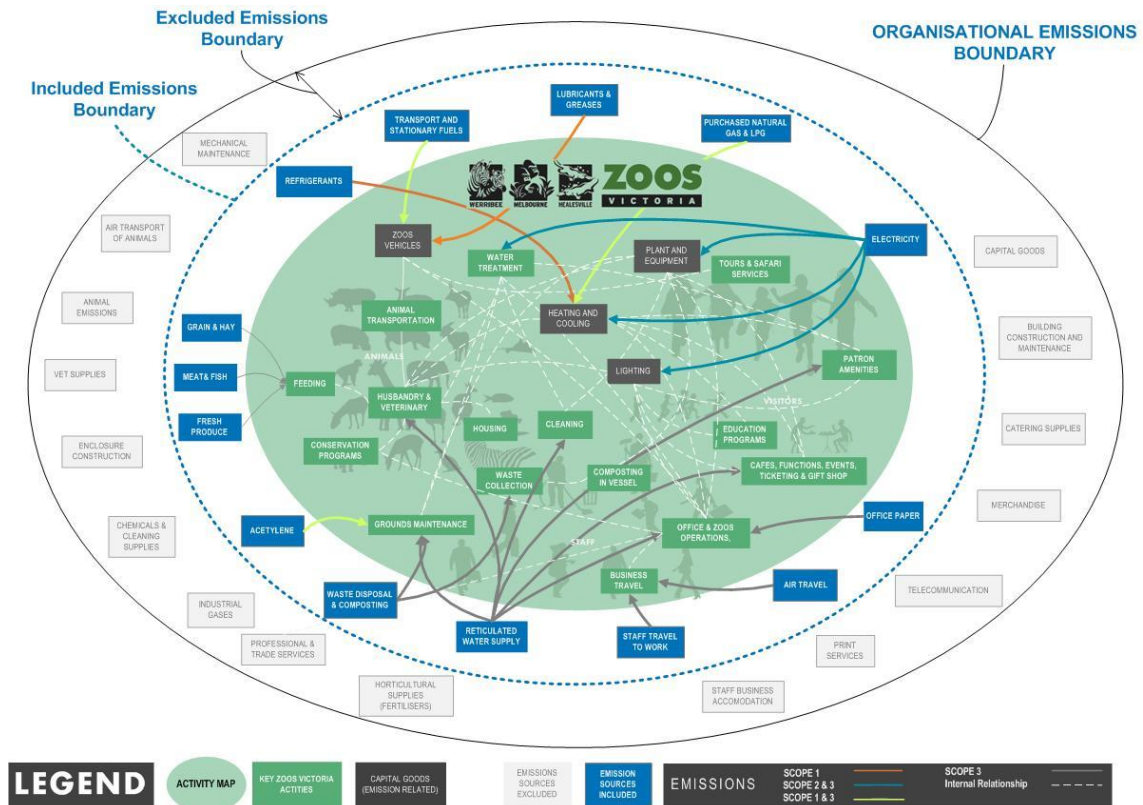 Excluded Emissions
Boundary
ORGANISATIONAL EMISSIONS
BOUNDARY
Included Emissions
Boundary
LUBRICANTS &
GREASES
TRANSPORT AND
STATIONARY FUELS
PURCHASED NATURAL
GAS & LPG
MECHANICAL
MAINTENANCE
REFRIGERANTS
WERRIBEE
MELBOURNE
HEALESVILLE
ZOOS
VICTORIA
AIR TRANSPORT
OF ANIMALS
ZOOS
VEHICLES
WATER
TREATMENT
PLANT AND
EQUIPMENT
TOURS & SAFARI
SERVICES
ELECTRICITY
CAPITAL GOODS
ANIMAL
EMISSIONS
ANIMAL
TRANSPORTATION
HEATING AND
COOLING
GRAIN & HAY
BUILDING
CONSTRUCTION AND
MAINTENANCE
ANIMALS
PATRON
AMENITIES
VET SUPPLIES
MEAT& FISH
FEEDING
LIGHTING
HUSBANDRY &
VETERINARY
VISITORS
FRESH
PRODUCE
HOUSING
CLEANING
EDUCATION
PROGRAMS
CATERING SUPPLIES
ENCLOSURE
CONSTRUCTION
CONSERVATION
PROGRAMS
WASTE
COLLECTION
COMPOSTING
IN VESSEL
CAFES, FUNCTIONS, EVENTS,
TICKETING & GIFT SHOP
MERCHANDISE
CHEMICALS &
CLEANING
SUPPLIES
ACETYLENE
GROUNDS MAINTENANCE
OFFICE & ZOOS
OPERATIONS,
OFFICE PAPER
STAFF
BUSINESS
TRAVEL
AIR TRAVEL
TELECOMMUNICATION
WASTE DISPOSAL
& COMPOSTING
INDUSTRIAL
GASES
RETICULATED
WATER SUPPLY
STAFF TRAVEL
TO WORK
PROFESSIONAL &
TRADE SERVICES
PRINT
SERVICES
HORTICULTURAL
SUPPLIES
(FERTILISERS)
STAFF BUSINESS
ACCOMODATION
LEGEND
ACTIVITY MAP
KEY ZOOS VICTORIA
ACTITIES
CAPITAL GOODS
(EMISSION RELATED)
EMISSIONS
SOURCES
EXCLUDED
EMISSION
SOURCES
INCLUDED
EMISSIONS
SCOPE 1
SCOPE 2 & 3
SCOPE 1 & 3
SCOPE 3
Internal Relationship